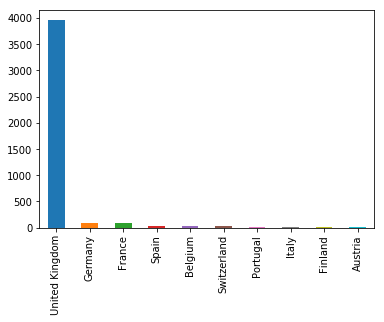 4000
3500
3000
2500
2000
1500
1000
500
0
United Kingdom
Germany
France
Spain
Belgium
Switzerland
Portugal
Italy
Finland
Austria